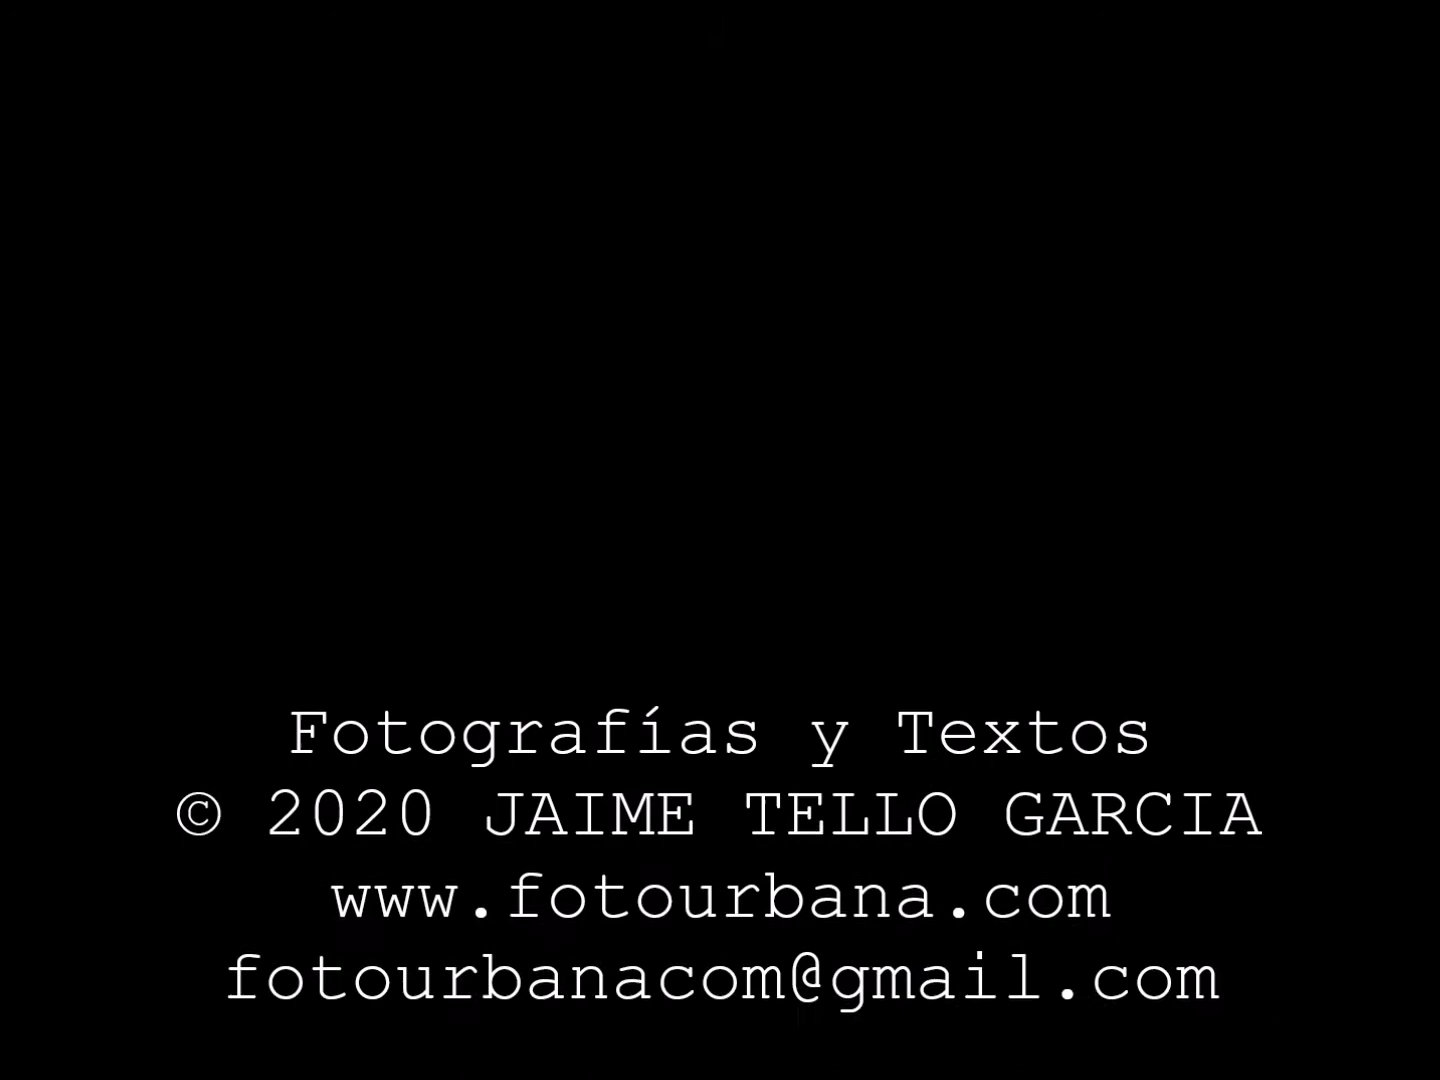 Fotografías y Textos
© 2020 JAIME TELLO GARCIA
www.fotourbana.com
fotourbanacom@gmail.com